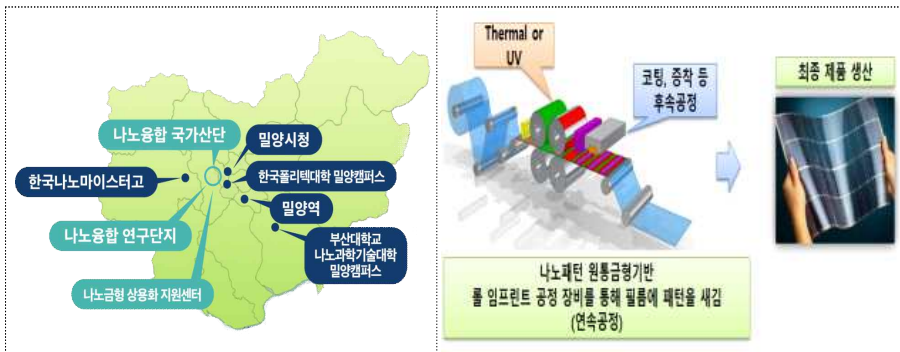 나노융합 국가산단
밀양시청
한국나노마이스터고
한국폴리텍대학 밀양캠퍼스
밀양역
나노융합 연구단지
부산대학교
나노과학기술대학
밀양캠퍼스
나노금형 상용화 지원센터
Thermal or
UV
코팅, 증착 등
후속공정
최종 제품 생산
나노패턴 원통금형기반
롤 임프린트 공정 장비를 통해 필름에 패턴을 새김
(연속공정)